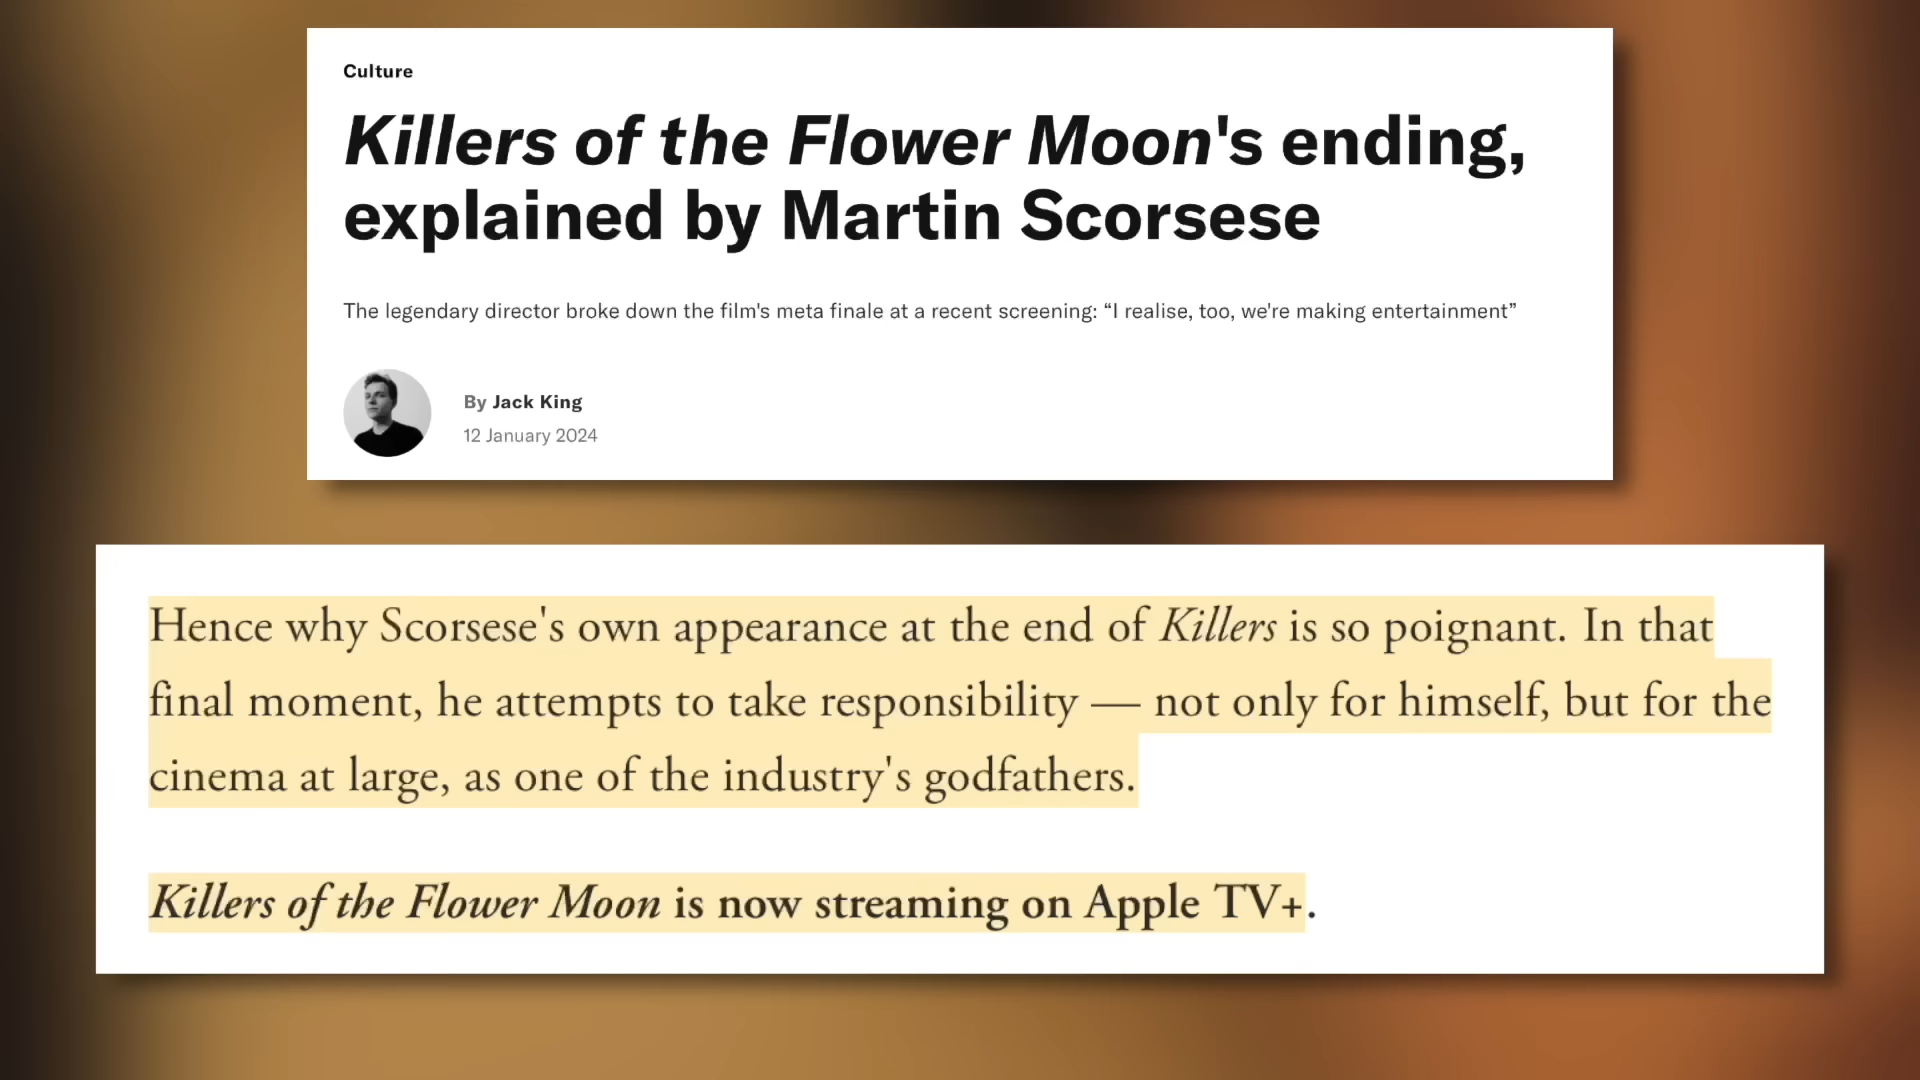 Culture
Killers of the Flower Moon's ending,
explained by Martin Scorsese
The legendary director broke down the film's meta finale at a recent screening: “I realise, too, we're making entertainment”
By Jack King
12 January 2024
Hence why Scorsese's own appearance at the end of Killers is so poignant. In that
final moment, he attempts to take responsibility — not only for himself, but for the
cinema at large, as one of the industry's godfathers.
Killers of the Flower Moon is now streaming on Apple TV+.